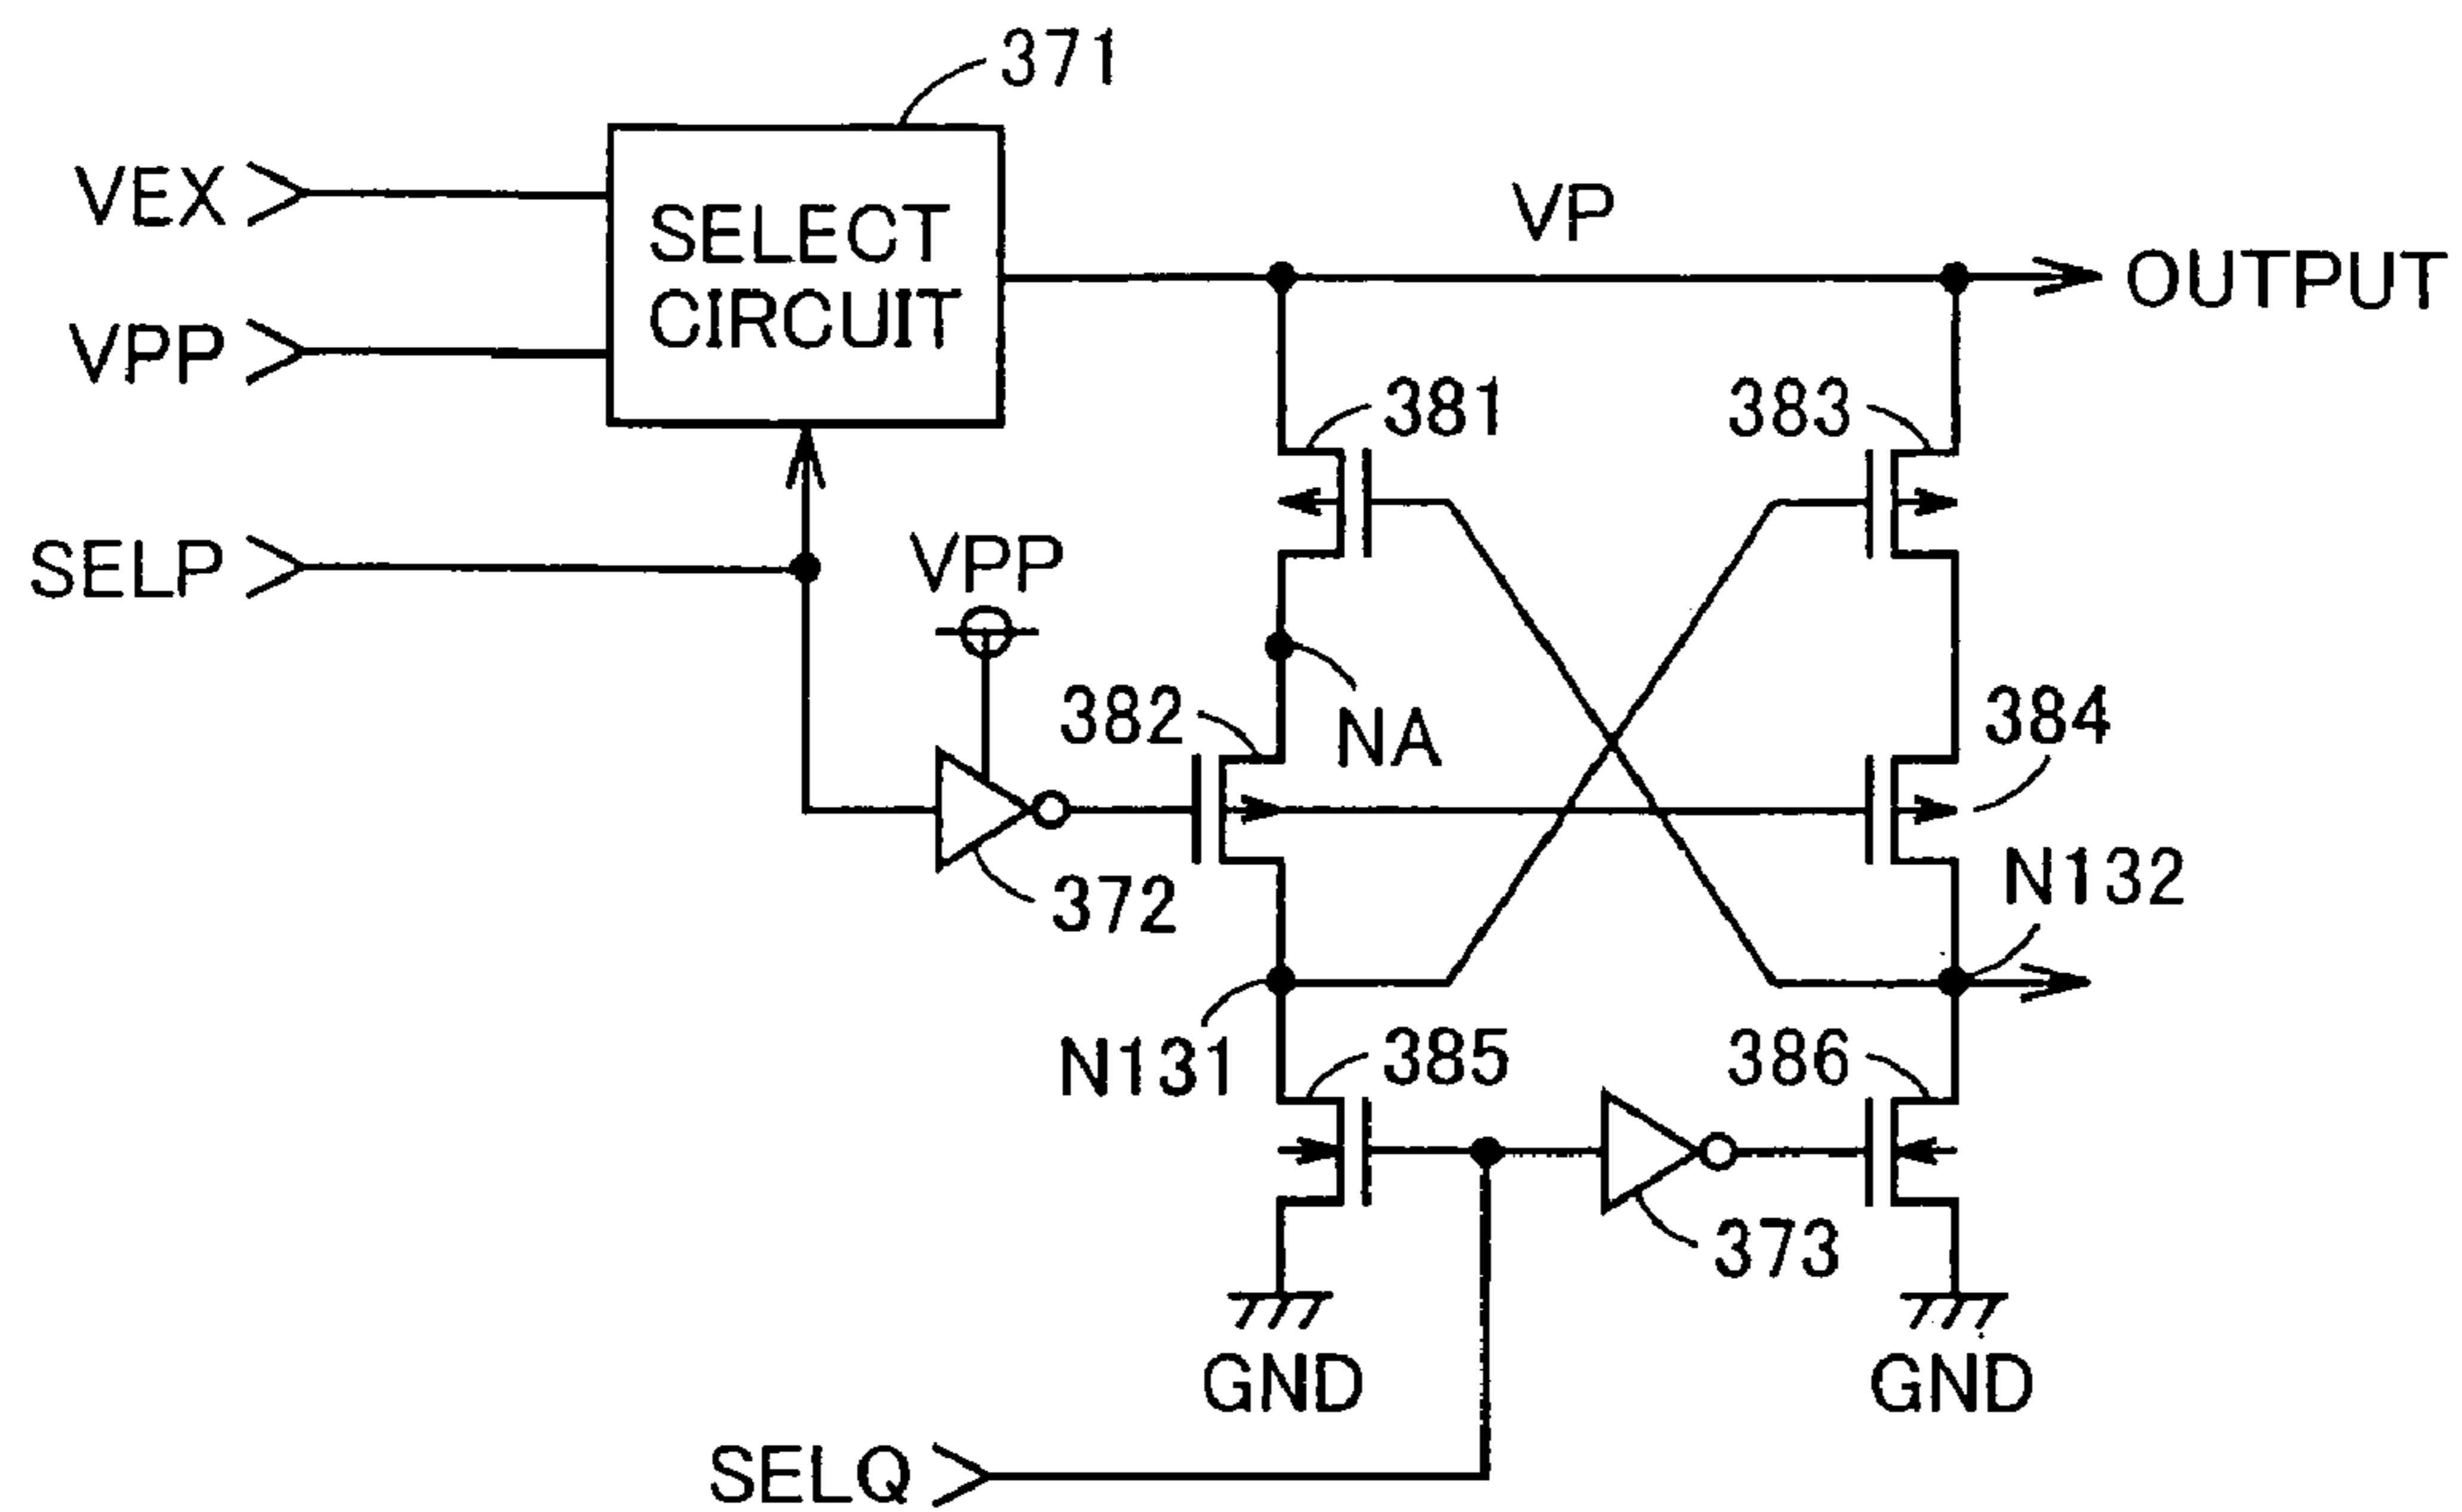 371
VEX
SELECT
CIRCUIT
VP
OUTPUT
VPP
381
383
SELP
VPP
382
NA
384
372
N132
N131
385
386
373
GND
GND
SELQ